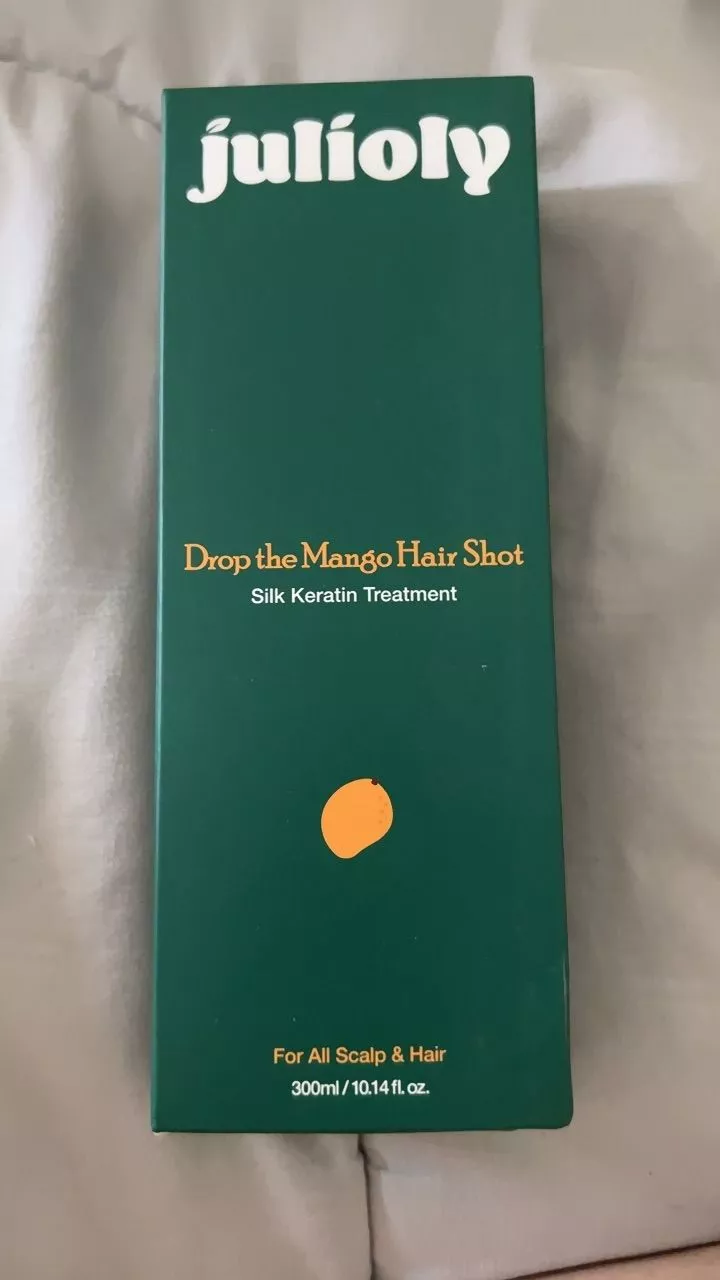 julioly
Drop the Mango Hair Shot
Silk Keratin Treatment
For All Scalp & Hair
300ml / 10.14 fl. oz.